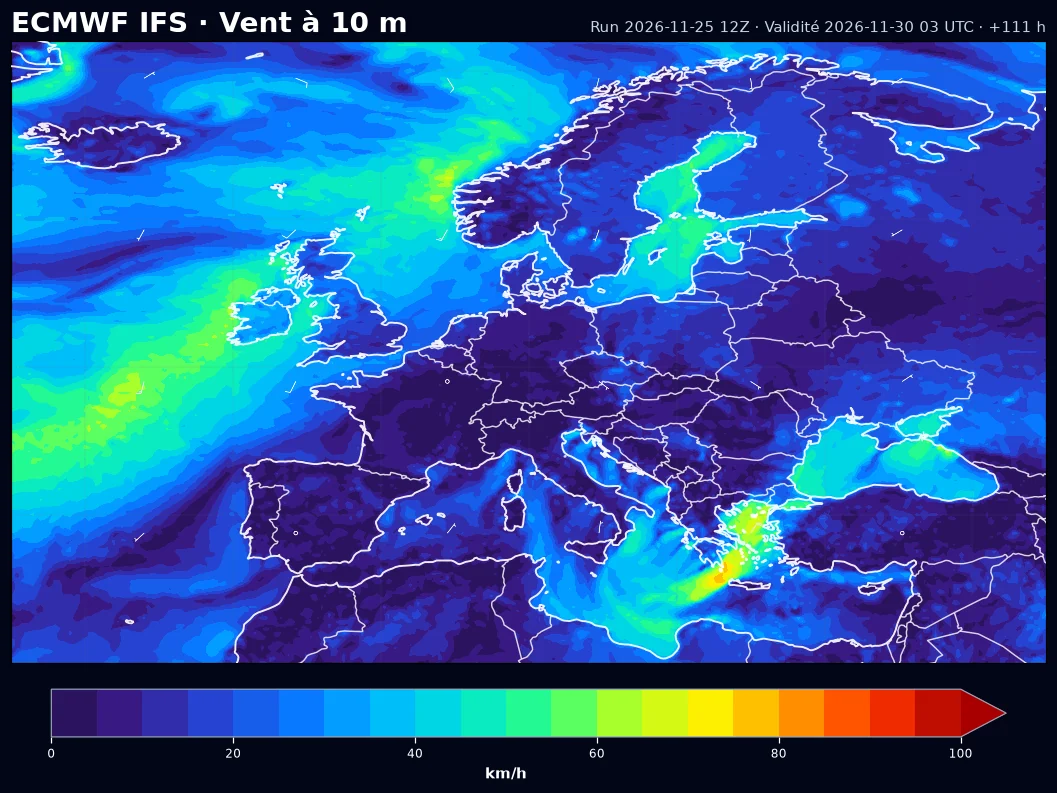 ECMWF IFS · Vent à 10 m
Run 2026-11-25 12Z · Validité 2026-11-30 03 UTC · +111 h
0 20 40 60 80 100
km/h